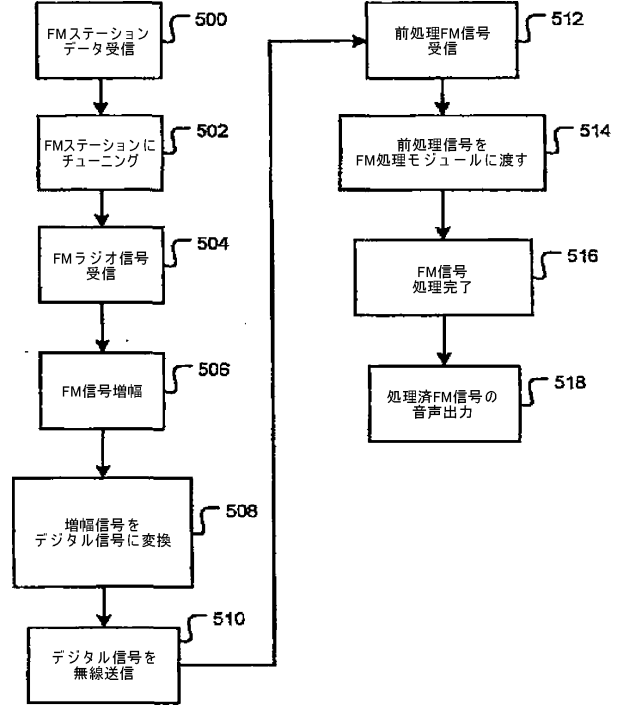 FMステーション
データ受信
500
FMステーションに
チューニング
502
FMラジオ信号
受信
504
FM信号増幅
506
増幅信号を
デジタル信号に変換
508
デジタル信号を
無線送信
510
前処理FM信号
受信
512
前処理信号を
FM処理モジュールに渡す
514
FM信号
処理完了
516
処理済FM信号の
音声出力
518